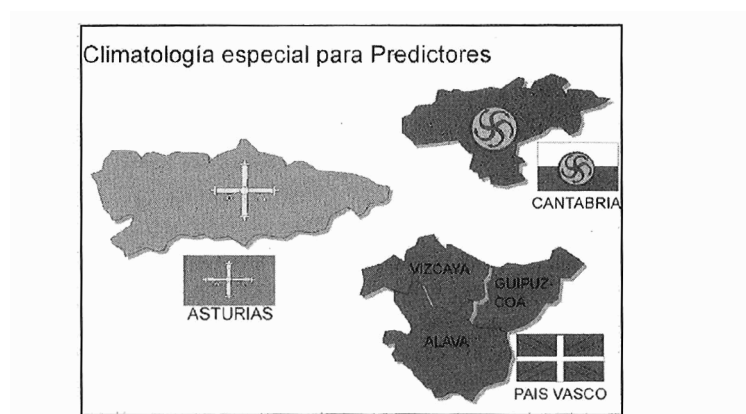 Climatología especial para Predictores
CANTABRIA
ASTURIAS
VIZCAYA
GUIPUZ-
COA
ALAVA
PAIS VASCO